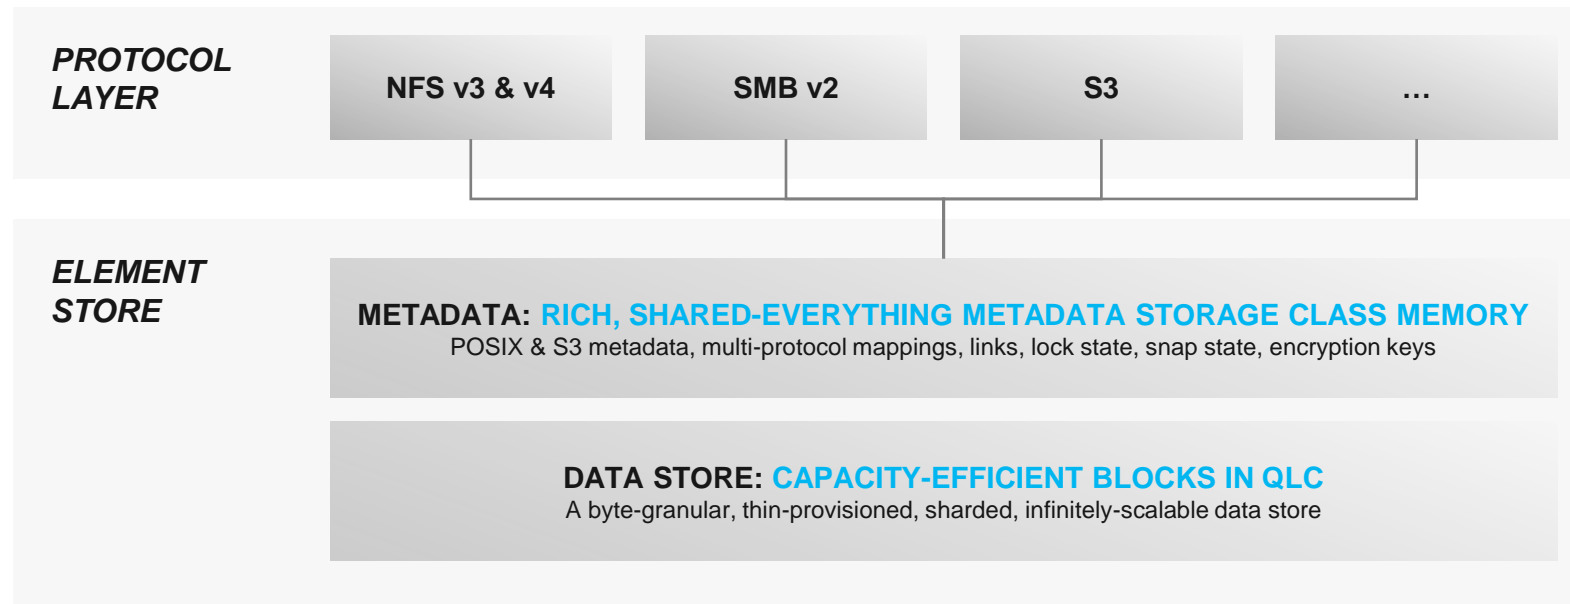 PROTOCOL
LAYER
NFS v3 & v4
SMB v2
S3
…
ELEMENT
STORE
METADATA: RICH, SHARED-EVERYTHING METADATA STORAGE CLASS MEMORY
POSIX & S3 metadata, multi-protocol mappings, links, lock state, snap state, encryption keys
DATA STORE: CAPACITY-EFFICIENT BLOCKS IN QLC
A byte-granular, thin-provisioned, sharded, infinitely-scalable data store